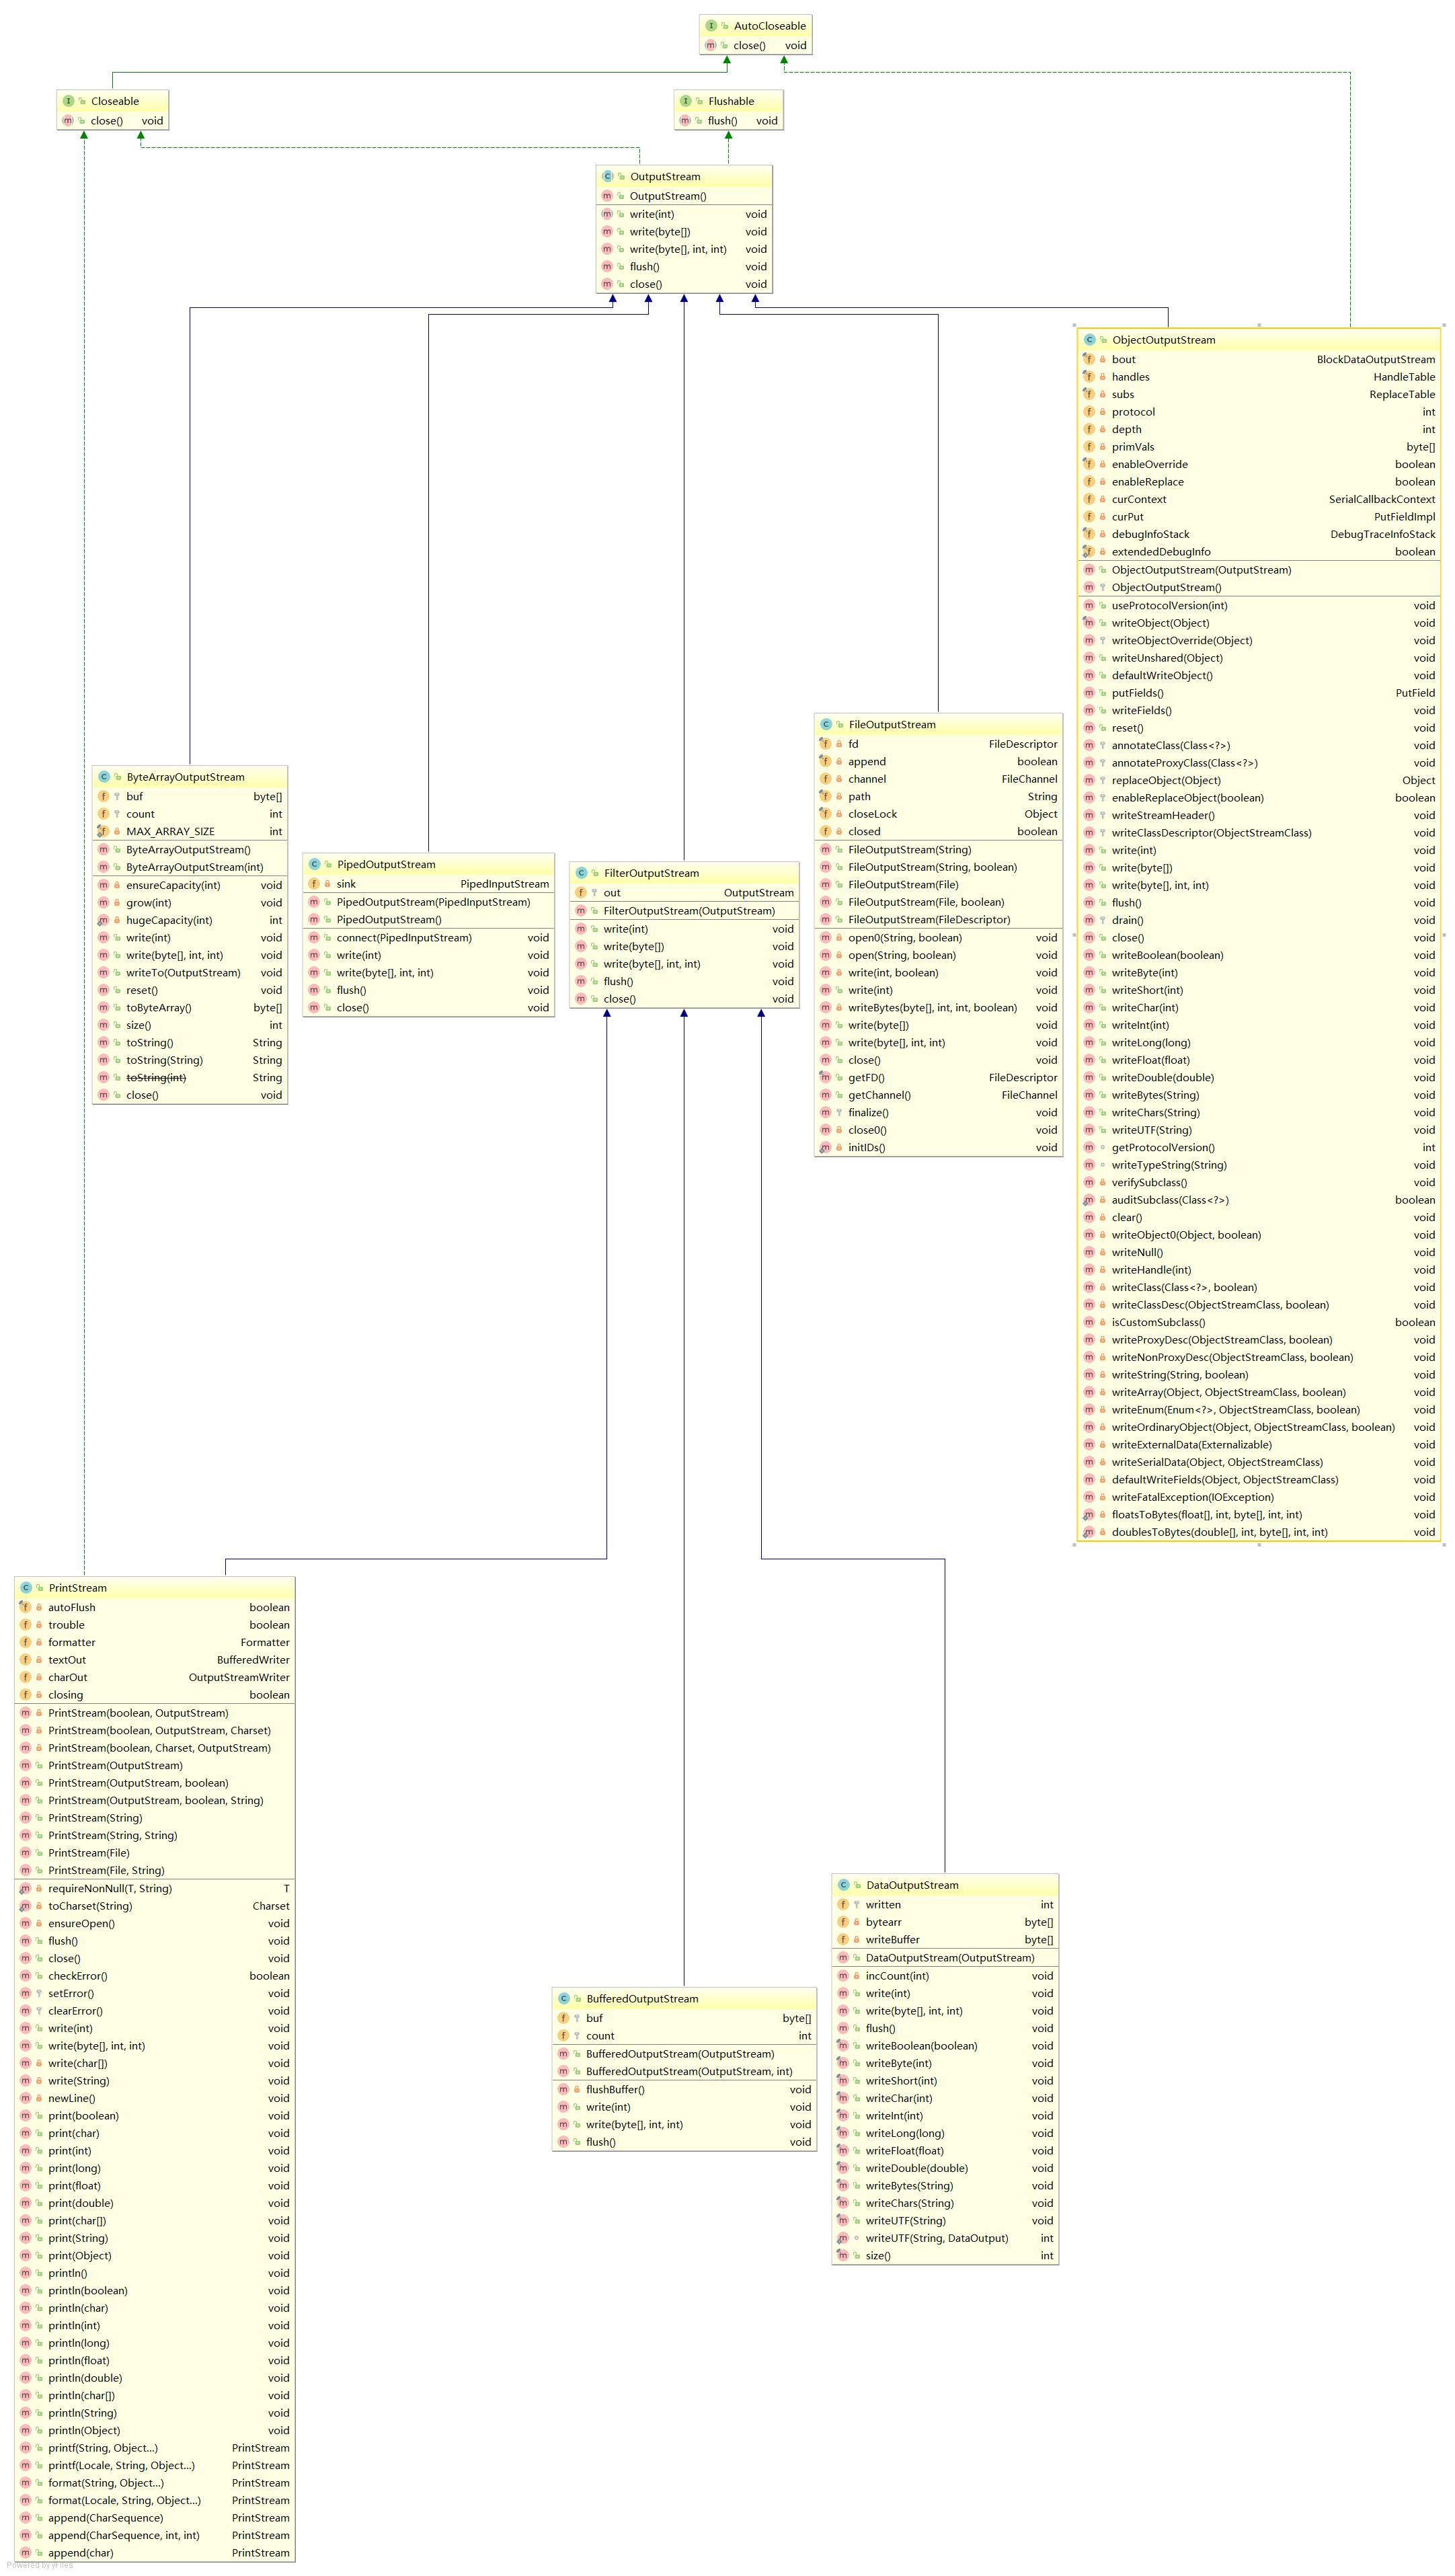 AutoCloseable
close() void
Closeable
close() void
Flushable
flush() void
OutputStream
OutputStream()
write(int) void
write(byte[]) void
write(byte[], int, int) void
flush() void
close() void
ObjectOutputStream
bout BlockDataOutputStream
handles HandleTable
subs ReplaceTable
protocol int
depth int
primVals byte[]
enableOverride boolean
enableReplace boolean
curContext SerialCallbackContext
curPut PutFieldImpl
debugInfoStack DebugTraceInfoStack
extendedDebugInfo boolean
ObjectOutputStream(OutputStream)
ObjectOutputStream()
useProtocolVersion(int) void
writeObject(Object) void
writeObjectOverride(Object) void
writeUnshared(Object) void
defaultWriteObject() void
putFields() PutField
writeFields() void
reset() void
annotateClass(Class<?>) void
annotateProxyClass(Class<?>) void
replaceObject(Object) Object
enableReplaceObject(boolean) boolean
writeStreamHeader() void
writeClassDescriptor(ObjectStreamClass) void
write(int) void
write(byte[]) void
write(byte[], int, int) void
flush() void
drain() void
close() void
writeBoolean(boolean) void
writeByte(int) void
writeShort(int) void
writeChar(int) void
writeInt(int) void
writeLong(long) void
writeFloat(float) void
writeDouble(double) void
writeBytes(String) void
writeChars(String) void
writeUTF(String) void
getProtocolVersion() int
writeTypeString(String) void
verifySubclass() void
auditSubclass(Class<?>) boolean
clear() void
writeObject0(Object, boolean) void
writeNull() void
writeHandle(int) void
writeClass(Class<?>, boolean) void
writeClassDesc(ObjectStreamClass, boolean) void
isCustomSubclass() boolean
writeProxyDesc(ObjectStreamClass, boolean) void
writeNonProxyDesc(ObjectStreamClass, boolean) void
writeString(String, boolean) void
writeArray(Object, ObjectStreamClass, boolean) void
writeEnum(Enum<?>, ObjectStreamClass, boolean) void
writeOrdinaryObject(Object, ObjectStreamClass, boolean) void
writeExternalData(Externalizable) void
writeSerialData(Object, ObjectStreamClass) void
defaultWriteFields(Object, ObjectStreamClass) void
writeFatalException(IOException) void
floatsToBytes(float[], int, byte[], int, int) void
doublesToBytes(double[], int, byte[], int, int) void
FileOutputStream
fd FileDescriptor
append boolean
channel FileChannel
path String
closeLock Object
closed boolean
FileOutputStream(String)
FileOutputStream(String, boolean)
FileOutputStream(File)
FileOutputStream(File, boolean)
FileOutputStream(FileDescriptor)
open0(String, boolean) void
open(String, boolean) void
write(int, boolean) void
write(int) void
writeBytes(byte[], int, int, boolean) void
write(byte[]) void
write(byte[], int, int) void
close() void
getFD() FileDescriptor
getChannel() FileChannel
finalize() void
close0() void
initIDs() void
ByteArrayOutputStream
buf byte[]
count int
MAX_ARRAY_SIZE int
ByteArrayOutputStream()
ByteArrayOutputStream(int)
ensureCapacity(int) void
grow(int) void
hugeCapacity(int) int
write(int) void
write(byte[], int, int) void
writeTo(OutputStream) void
reset() void
toByteArray() byte[]
size() int
toString() String
toString(String) String
toString(int) String
close() void
PipedOutputStream
sink PipedInputStream
PipedOutputStream(PipedInputStream)
PipedOutputStream()
connect(PipedInputStream) void
write(int) void
write(byte[], int, int) void
flush() void
close() void
FilterOutputStream
out OutputStream
FilterOutputStream(OutputStream)
write(int) void
write(byte[]) void
write(byte[], int, int) void
flush() void
close() void
PrintStream
autoFlush boolean
trouble boolean
formatter Formatter
textOut BufferedWriter
charOut OutputStreamWriter
closing boolean
PrintStream(boolean, OutputStream)
PrintStream(boolean, OutputStream, Charset)
PrintStream(boolean, Charset, OutputStream)
PrintStream(OutputStream)
PrintStream(OutputStream, boolean)
PrintStream(OutputStream, boolean, String)
PrintStream(String)
PrintStream(String, String)
PrintStream(File)
PrintStream(File, String)
requireNonNull(T, String) T
toCharset(String) Charset
ensureOpen() void
flush() void
close() void
checkError() boolean
setError() void
clearError() void
write(int) void
write(byte[], int, int) void
write(char[]) void
write(String) void
newLine() void
print(boolean) void
print(char) void
print(int) void
print(long) void
print(float) void
print(double) void
print(char[]) void
print(String) void
print(Object) void
println() void
println(boolean) void
println(char) void
println(int) void
println(long) void
println(float) void
println(double) void
println(char[]) void
println(String) void
println(Object) void
printf(String, Object...) PrintStream
printf(Locale, String, Object...) PrintStream
format(String, Object...) PrintStream
format(Locale, String, Object...) PrintStream
append(CharSequence) PrintStream
append(CharSequence, int, int) PrintStream
append(char) PrintStream
BufferedOutputStream
buf byte[]
count int
BufferedOutputStream(OutputStream)
BufferedOutputStream(OutputStream, int)
flushBuffer() void
write(int) void
write(byte[], int, int) void
flush() void
DataOutputStream
written int
bytearr byte[]
writeBuffer byte[]
DataOutputStream(OutputStream)
incCount(int) void
write(int) void
write(byte[], int, int) void
flush() void
writeBoolean(boolean) void
writeByte(int) void
writeShort(int) void
writeChar(int) void
writeInt(int) void
writeLong(long) void
writeFloat(float) void
writeDouble(double) void
writeBytes(String) void
writeChars(String) void
writeUTF(String) void
writeUTF(String, DataOutput) int
size() int
Powered by yFiles